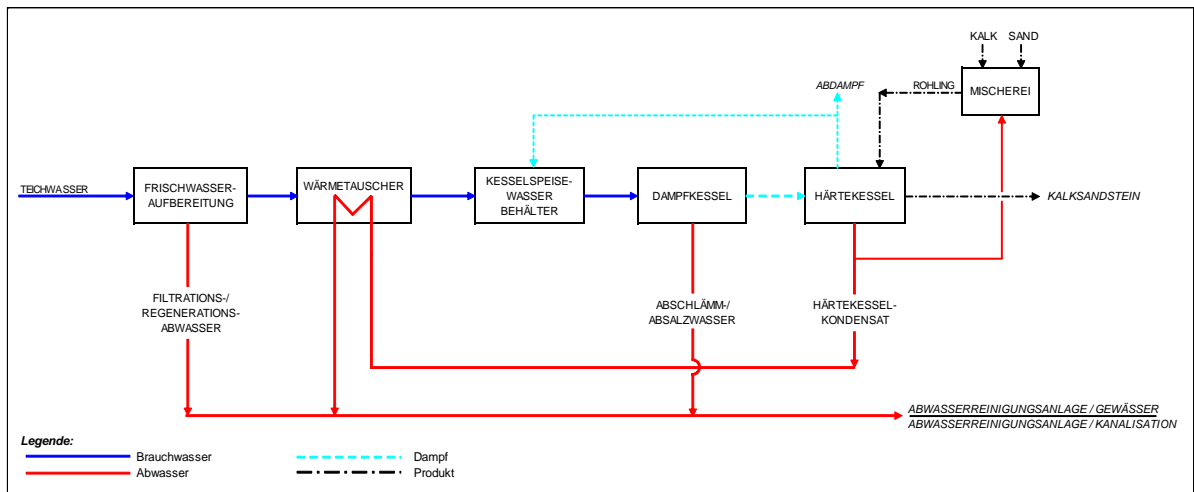 KALK
SAND
ABDAMPF
ROHLING
MISCHEREI
TEICHWASSER
FRISCHWASSER-
AUFBEREITUNG
WÄRMETAUSCHER
KESSELSPEISE-
WASSER
BEHÄLTER
DAMPFKESSEL
HÄRTEKESSEL
KALKSANDSTEIN
FILTRATIONS-/
REGENERATIONS-
ABWASSER
ABSCHLÄMM-/
ABSALZWASSER
HÄRTEKESSEL-
KONDENSAT
ABWASSERREINIGUNGSANLAGE / GEWÄSSER
ABWASSERREINIGUNGSANLAGE / KANALISATION
Legende:
Brauchwasser
Abwasser
Dampf
Produkt